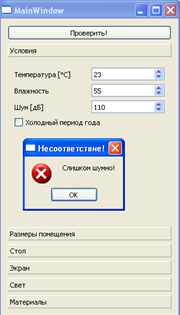 MainWindow
Проверить!
Условия
Температура [°C] 23
Влажность 55
Шум [дБ] 110
Холодный период года
Несоответствие!
Слишком шумно!
OK
Размеры помещения
Стол
Экран
Свет
Материалы